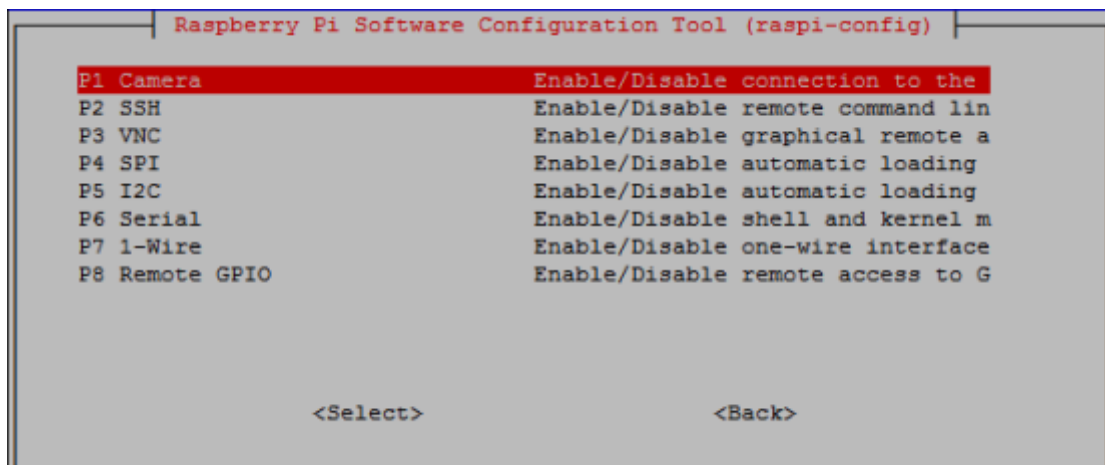 Raspberry Pi Software Configuration Tool (raspi-config)
P1 Camera Enable/Disable connection to the
P2 SSH Enable/Disable remote command lin
P3 VNC Enable/Disable graphical remote a
P4 SPI Enable/Disable automatic loading
P5 I2C Enable/Disable automatic loading
P6 Serial Enable/Disable shell and kernel m
P7 1-Wire Enable/Disable one-wire interface
P8 Remote GPIO Enable/Disable remote access to G
<Select> <Back>